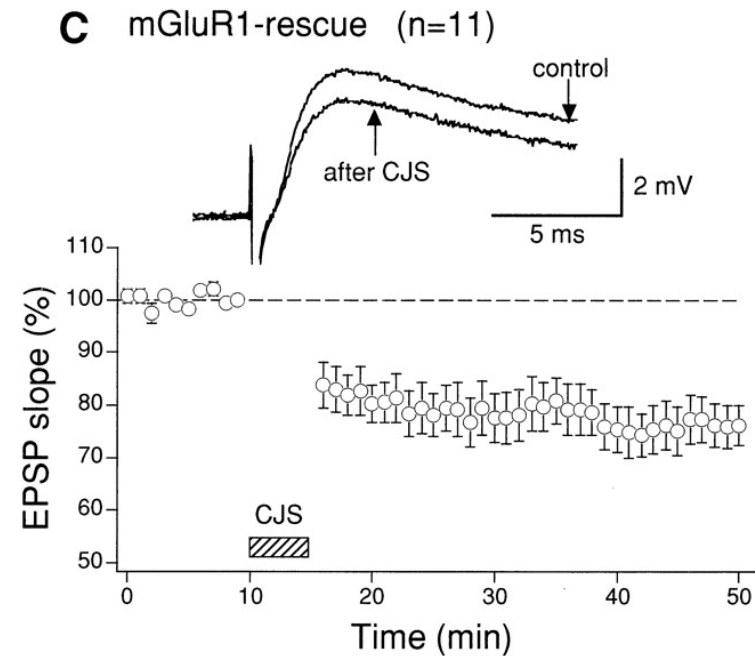 C mGluR1-rescue (n=11)
control
after CJS
2 mV
5 ms
110
100
90
80
70
60
50
EPSP slope (%)
CJS
0 10 20 30 40 50
Time (min)